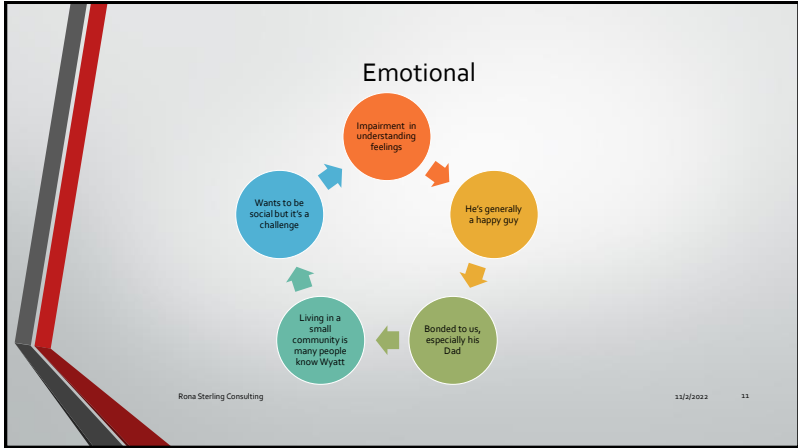 Emotional
Impairment in
understanding
feelings
He's generally
a happy guy
Bonded to us,
especially his
Dad
Living in a
small
community is
many people
know Wyatt
Wants to be
social but it's a
challenge
Rona Sterling Consulting
11/2/2022
11